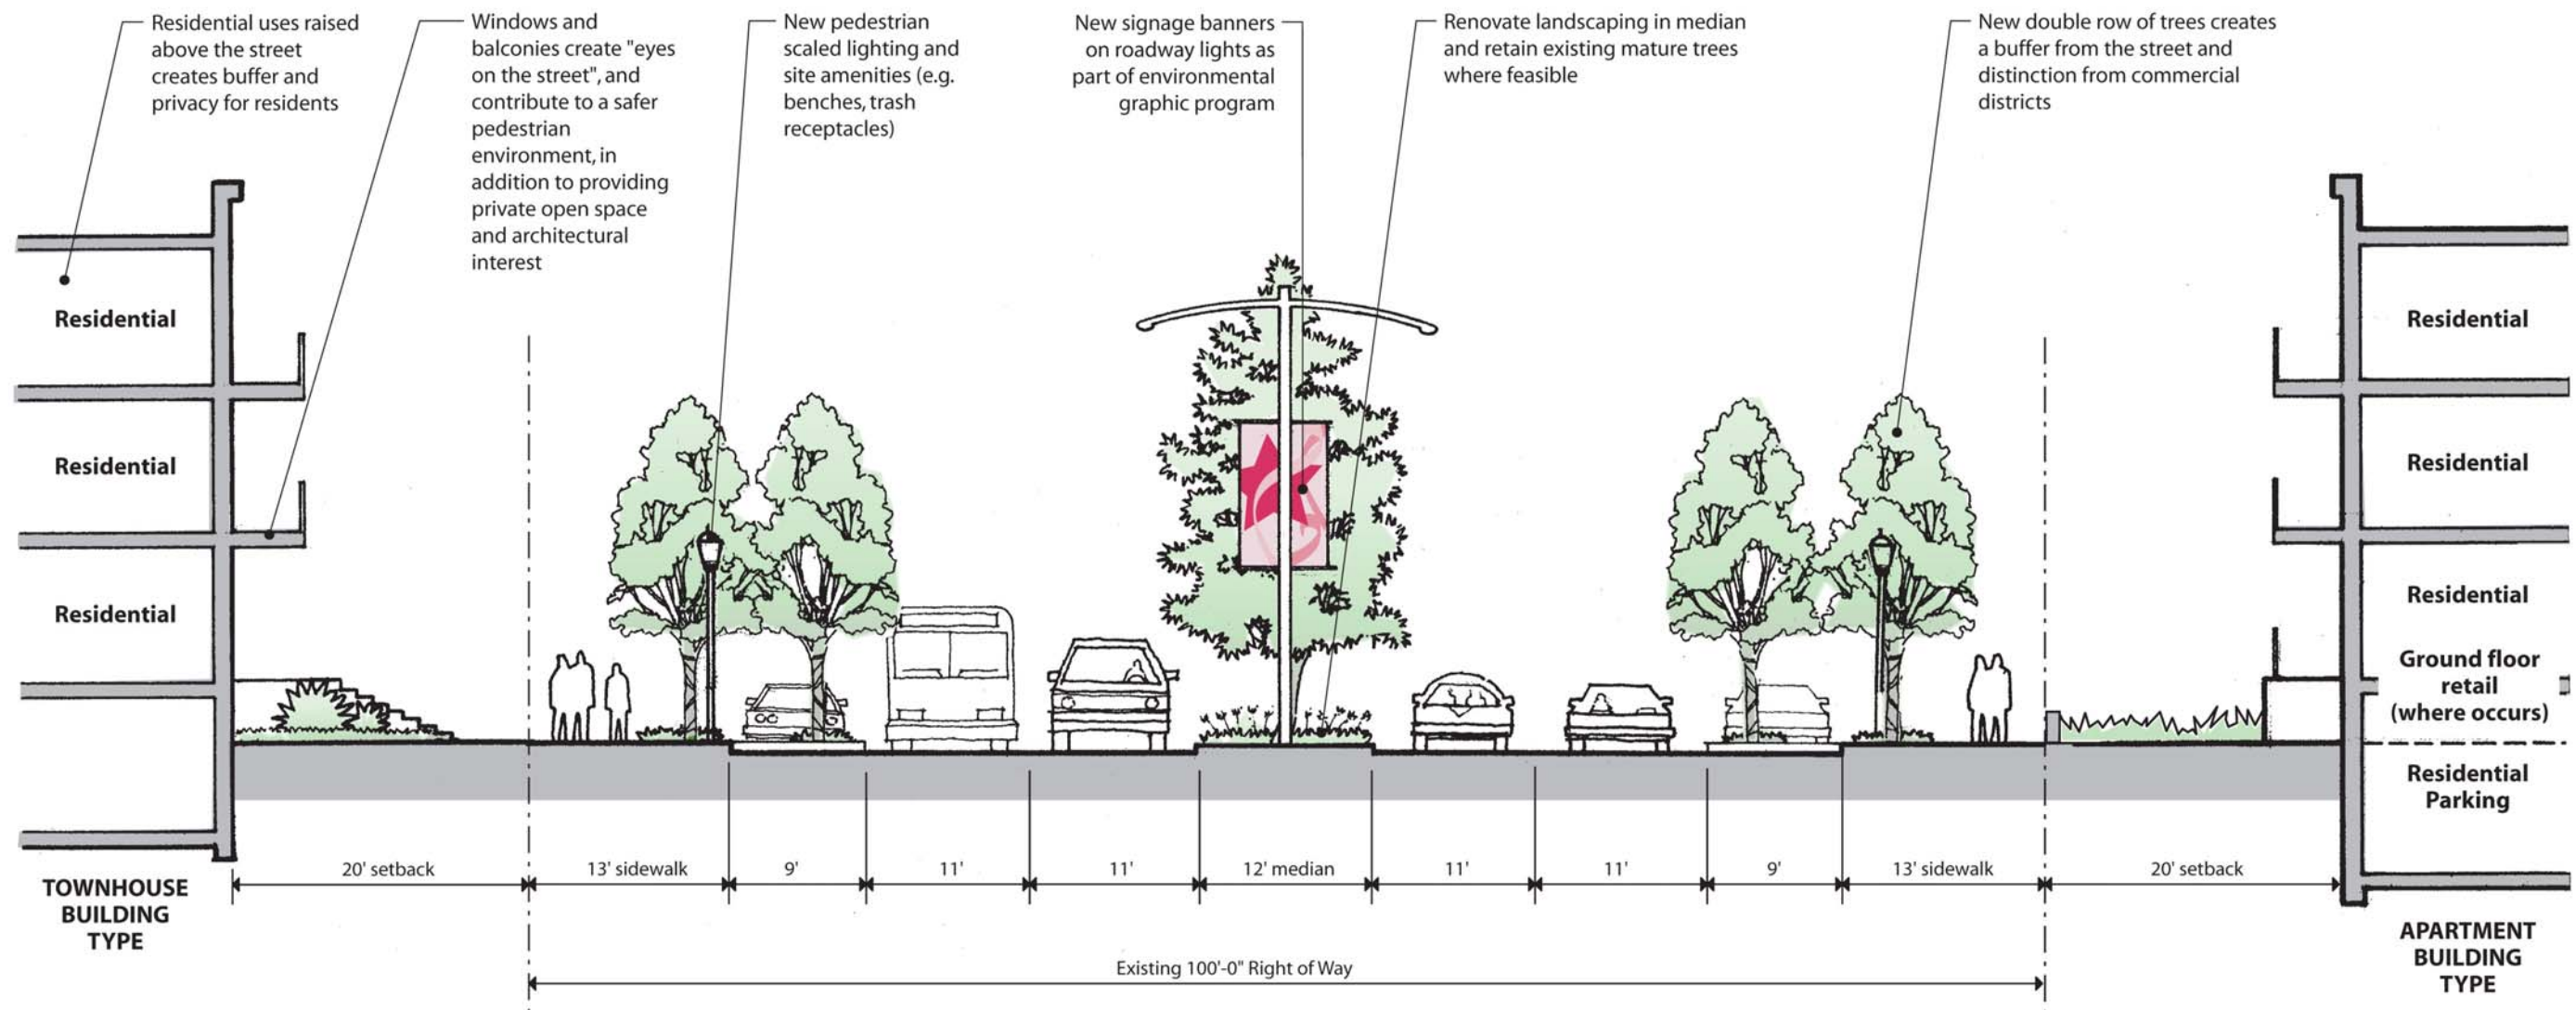 Residential uses raised
above the street
creates buffer and
privacy for residents
Windows and
balconies create "eyes
on the street", and
contribute to a safer
pedestrian
environment, in
addition to providing
private open space
and architectural
interest
New pedestrian
scaled lighting and
site amenities (e.g.
benches, trash
receptacles)
New signage banners
on roadway lights as
part of environmental
graphic program
Renovate landscaping in median
and retain existing mature trees
where feasible
New double row of trees creates
a buffer from the street and
distinction from commercial
districts
Residential
Residential
Residential
Residential
Residential
Residential
Ground floor
retail
(where occurs)
Residential
Parking
20' setback
13' sidewalk
9'
11'
11'
12' median
11'
11'
9'
13' sidewalk
20' setback
TOWNHOUSE
BUILDING
TYPE
Existing 100'-0" Right of Way
APARTMENT
BUILDING
TYPE